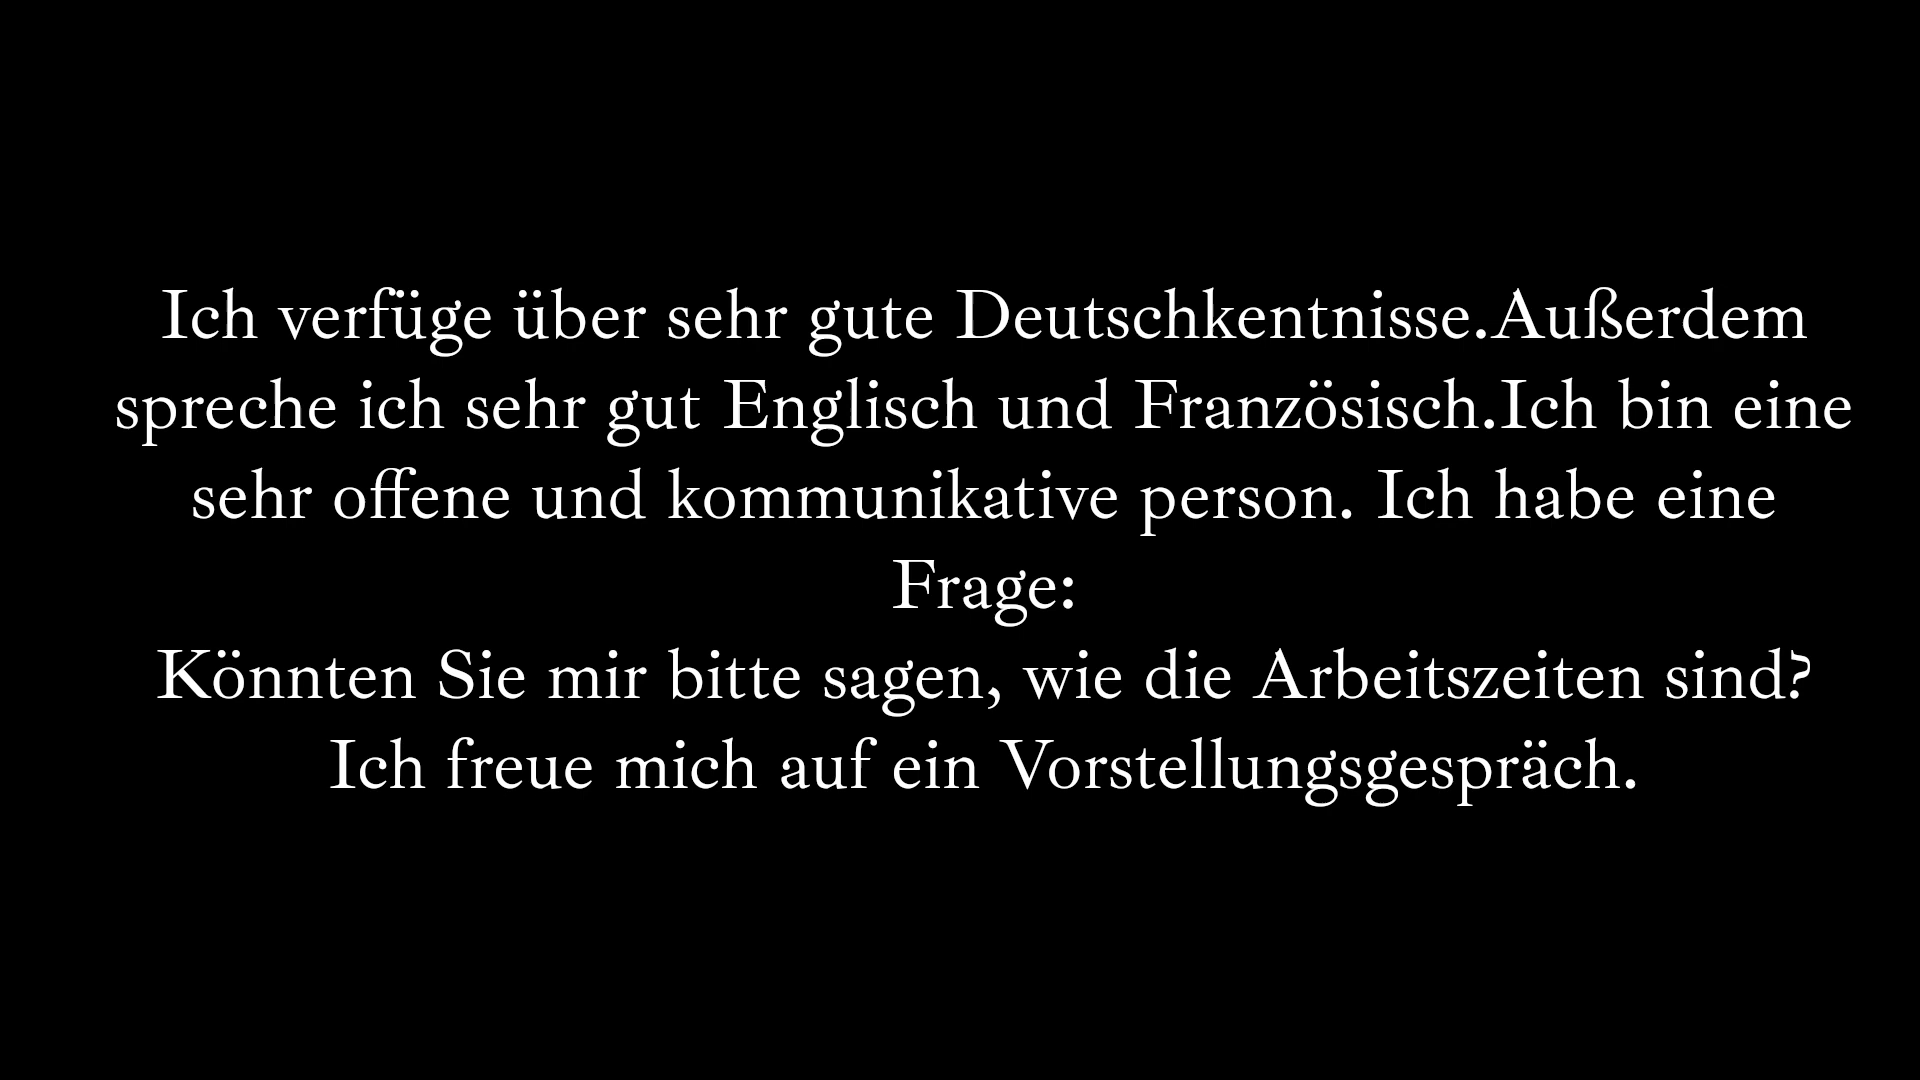 Ich verfüge über sehr gute Deutschkentnisse.Außerdem
spreche ich sehr gut Englisch und Französisch.Ich bin eine
sehr offene und kommunikative person. Ich habe eine
Frage:
Könnten Sie mir bitte sagen, wie die Arbeitszeiten sind?
Ich freue mich auf ein Vorstellungsgespräch.